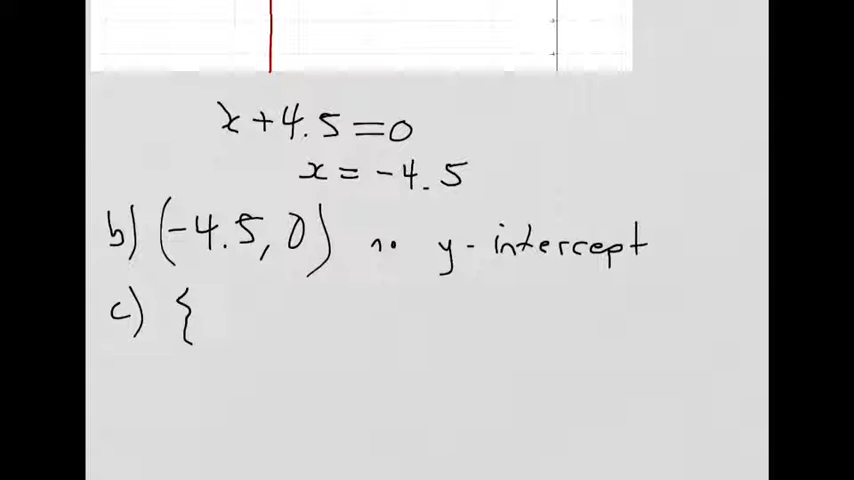 x + 4.5 = 0
x = -4.5
b) (-4.5, 0) no y-intercept
c) {